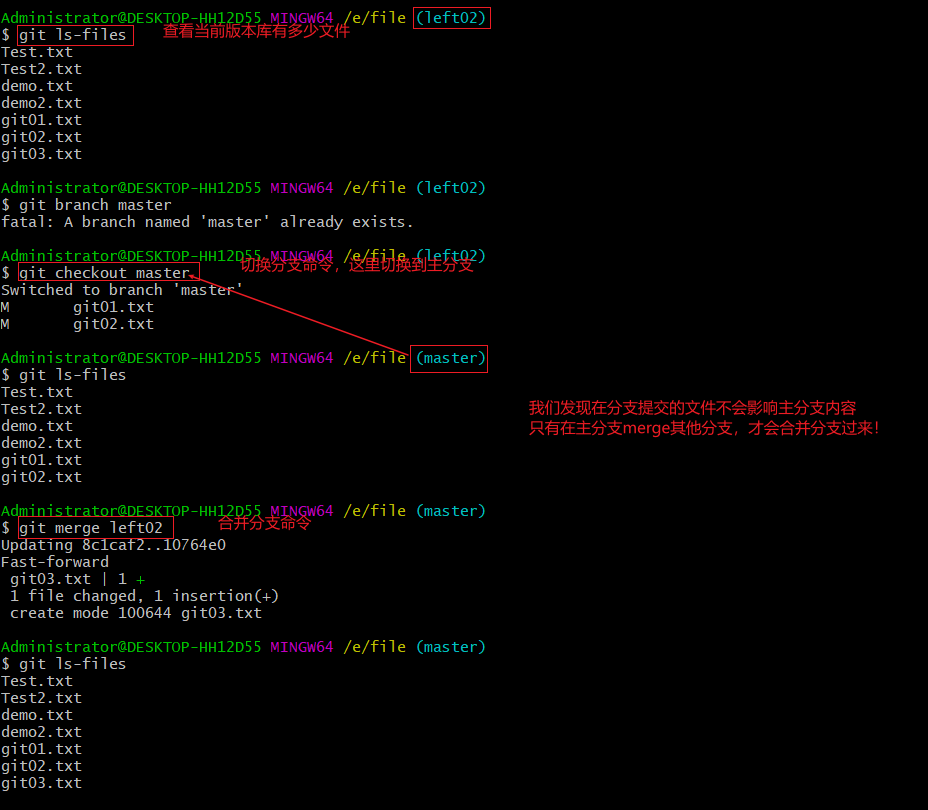 Administrator@DESKTOP-HH12D55 MINGW64 /e/file (left02)
$ git ls-files 查看当前版本库有多少文件
Test.txt
Test2.txt
demo.txt
demo2.txt
git01.txt
git02.txt
git03.txt
Administrator@DESKTOP-HH12D55 MINGW64 /e/file (left02)
$ git branch master
fatal: A branch named 'master' already exists.
Administrator@DESKTOP-HH12D55 MINGW64 /e/file (left02)
$ git checkout master 切换分支命令，这里切换到主分支
Switched to branch 'master'
M git01.txt
M git02.txt
Administrator@DESKTOP-HH12D55 MINGW64 /e/file (master)
$ git ls-files
Test.txt
Test2.txt
demo.txt
demo2.txt
git01.txt
git02.txt
我们发现在分支提交的文件不会影响主分支内容
只有在主分支merge其他分支，才会合并分支过来！
Administrator@DESKTOP-HH12D55 MINGW64 /e/file (master)
$ git merge left02 合并分支命令
Updating 8c1caf2..10764e0
Fast-forward
git03.txt | 1 +
1 file changed, 1 insertion(+)
create mode 100644 git03.txt
Administrator@DESKTOP-HH12D55 MINGW64 /e/file (master)
$ git ls-files
Test.txt
Test2.txt
demo.txt
demo2.txt
git01.txt
git02.txt
git03.txt